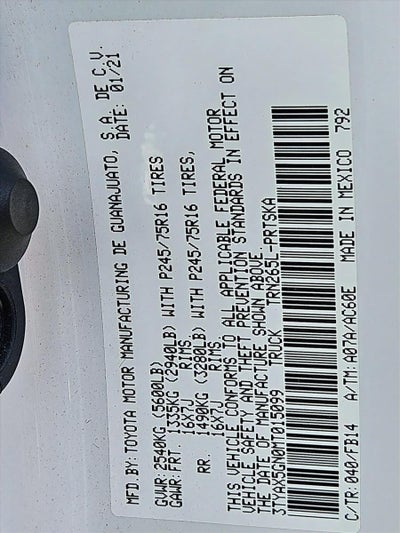 MFD.BY:TOYOTA MOTOR MANUFACTURING DE GUANAJUATO, S.A. DE C.V.
DATE: 01/21
GVWR:2540KG (5600LB)
GAWR:FRT. 1335KG (2940LB) WITH P245/75R16 TIRES
16X7J RIMS,
RR. 1490KG (3280LB) WITH P245/75R16 TIRES,
16X7J RIMS.
THIS VEHICLE CONFORMS TO ALL APPLICABLE FEDERAL MOTOR
VEHICLE SAFETY AND THEFT PREVENTION STANDARDS IN EFFECT ON
THE DATE OF MANUFACTURE SHOWN ABOVE.
3TYAX5GN0MT015099 TRUCK TRN265L-PRTSKA
C/TR: 040/FB14 A/TM: A07A/AC60E MADE IN MEXICO 792